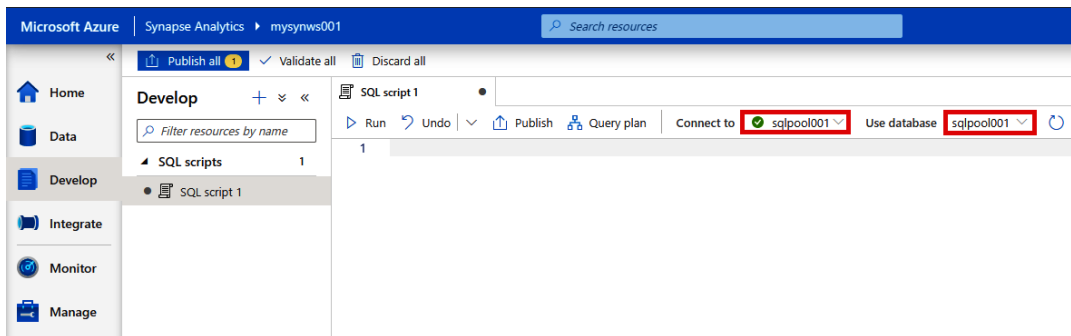 Microsoft Azure Synapse Analytics mysynws001 Search resources
Publish all 1 Validate all Discard all
Home
Data
Develop
Integrate
Monitor
Manage
Develop
Filter resources by name
SQL scripts 1
SQL script 1
SQL script 1
Run Undo Publish Query plan Connect to sqlpool001 Use database sqlpool001
1